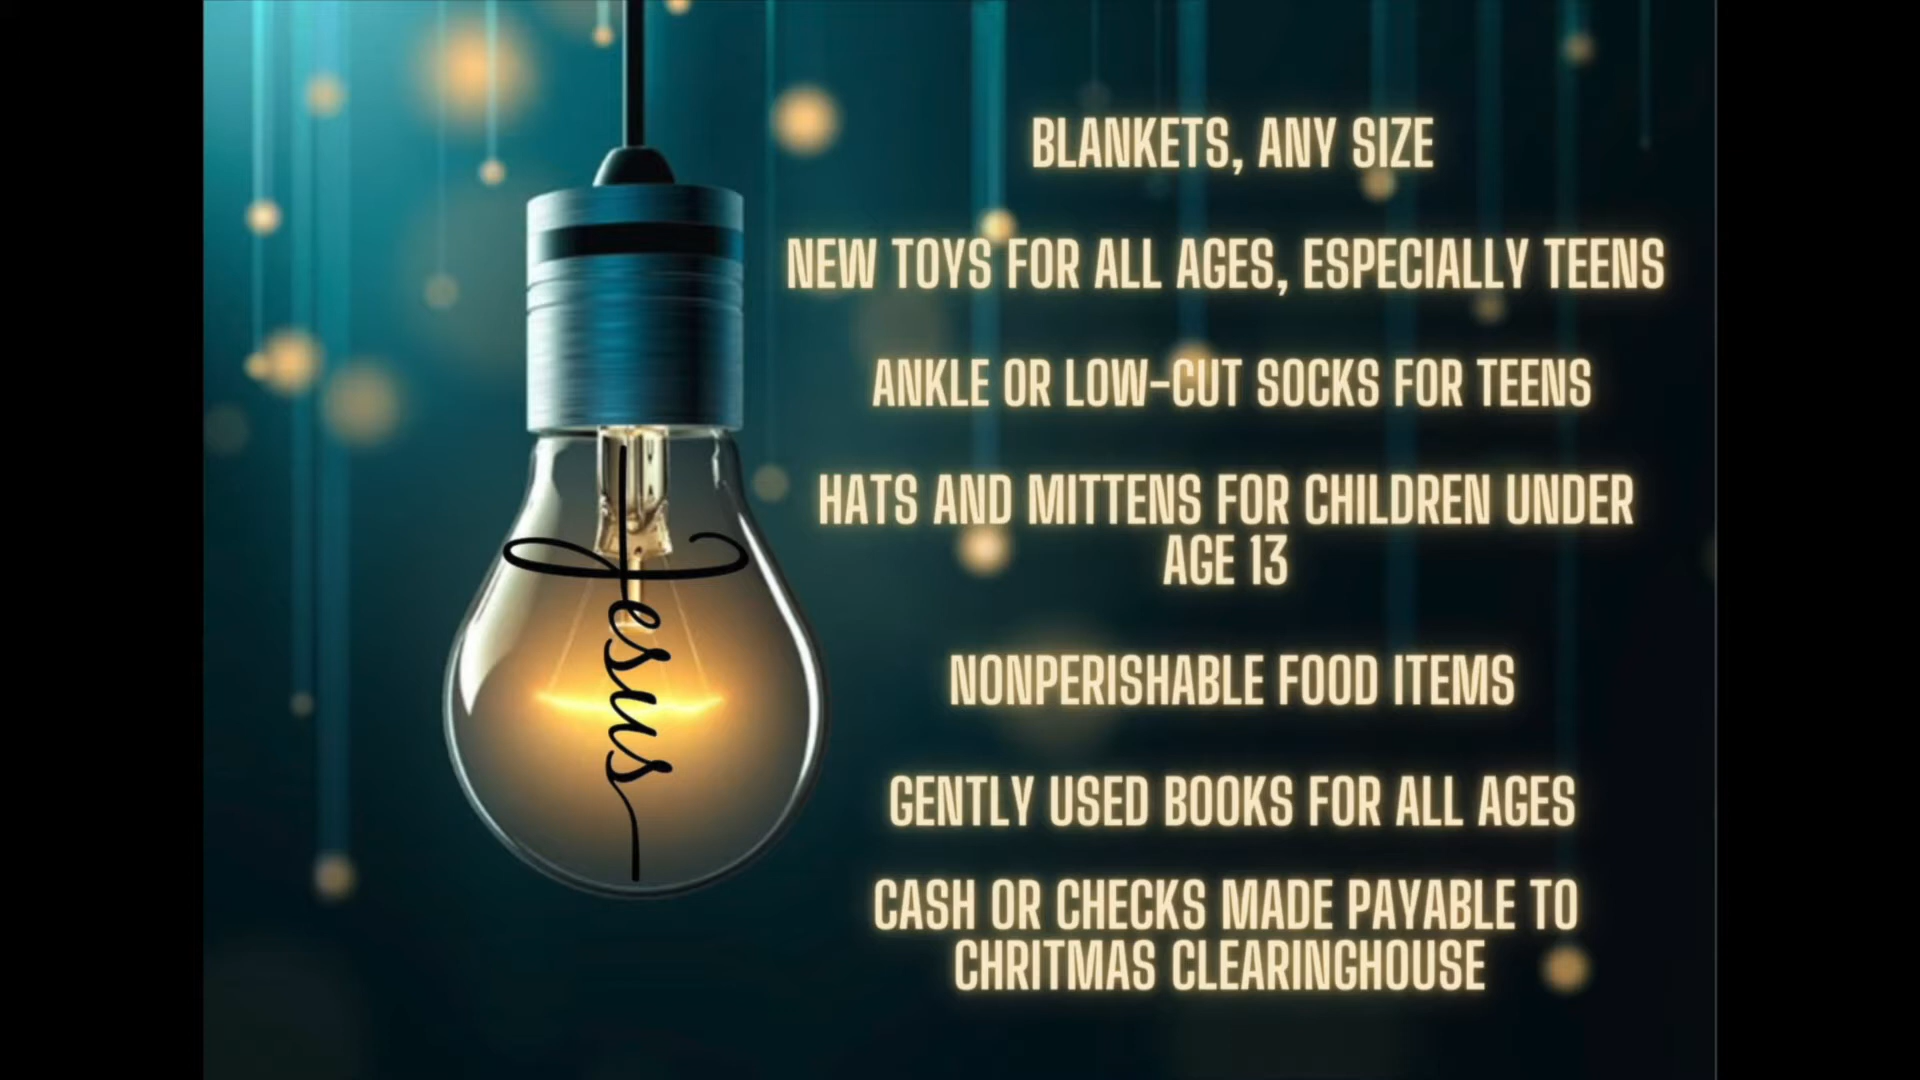 BLANKETS, ANY SIZE
NEW TOYS FOR ALL AGES, ESPECIALLY TEENS
ANKLE OR LOW-CUT SOCKS FOR TEENS
HATS AND MITTENS FOR CHILDREN UNDER
AGE 13
NONPERISHABLE FOOD ITEMS
GENTLY USED BOOKS FOR ALL AGES
CASH OR CHECKS MADE PAYABLE TO
CHRITMAS CLEARINGHOUSE
Jesus